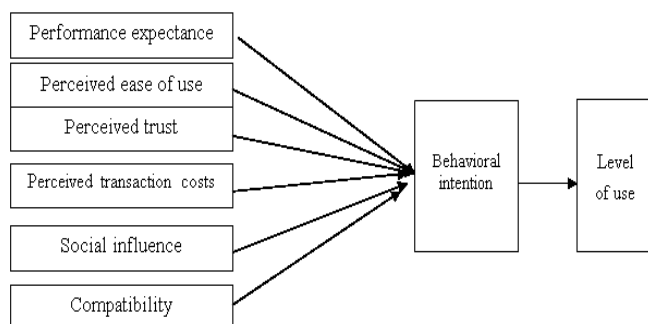 Performance expectance
Perceived ease of use
Perceived trust
Perceived transaction costs
Social influence
Compatibility
Behavioral
intention
Level
of use